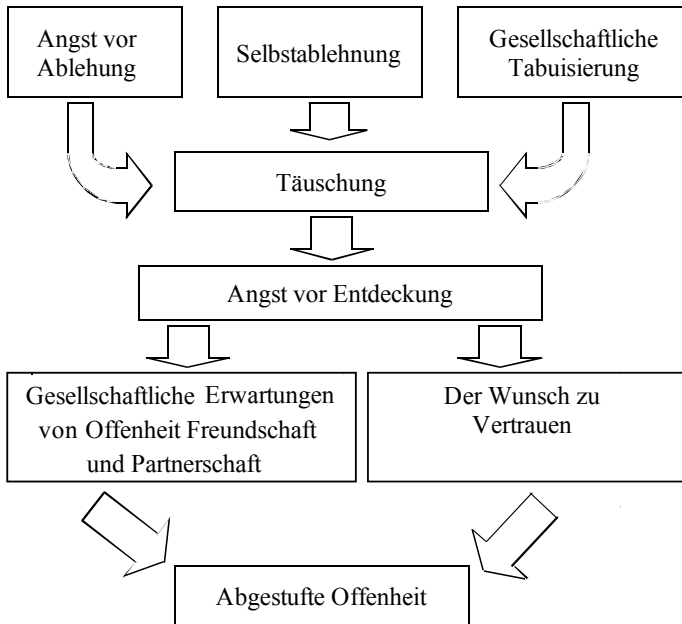 Angst vor
Ablehung
Selbstablehnung
Gesellschaftliche
Tabuisierung
Täuschung
Angst vor Entdeckung
Gesellschaftliche Erwartungen
von Offenheit Freundschaft
und Partnerschaft
Der Wunsch zu
Vertrauen
Abgestufte Offenheit